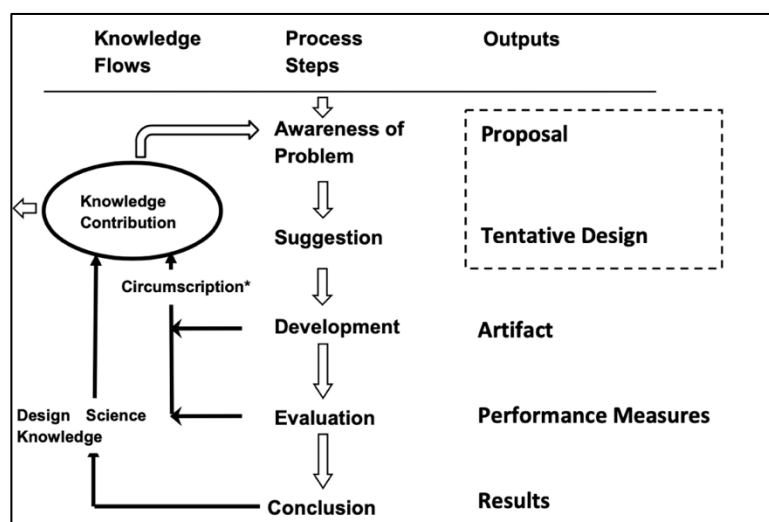 Knowledge Flows
Process Steps
Outputs
Awareness of Problem
Proposal
Knowledge Contribution
Suggestion
Tentative Design
Circumscription*
Development
Artifact
Design Science Knowledge
Evaluation
Performance Measures
Conclusion
Results